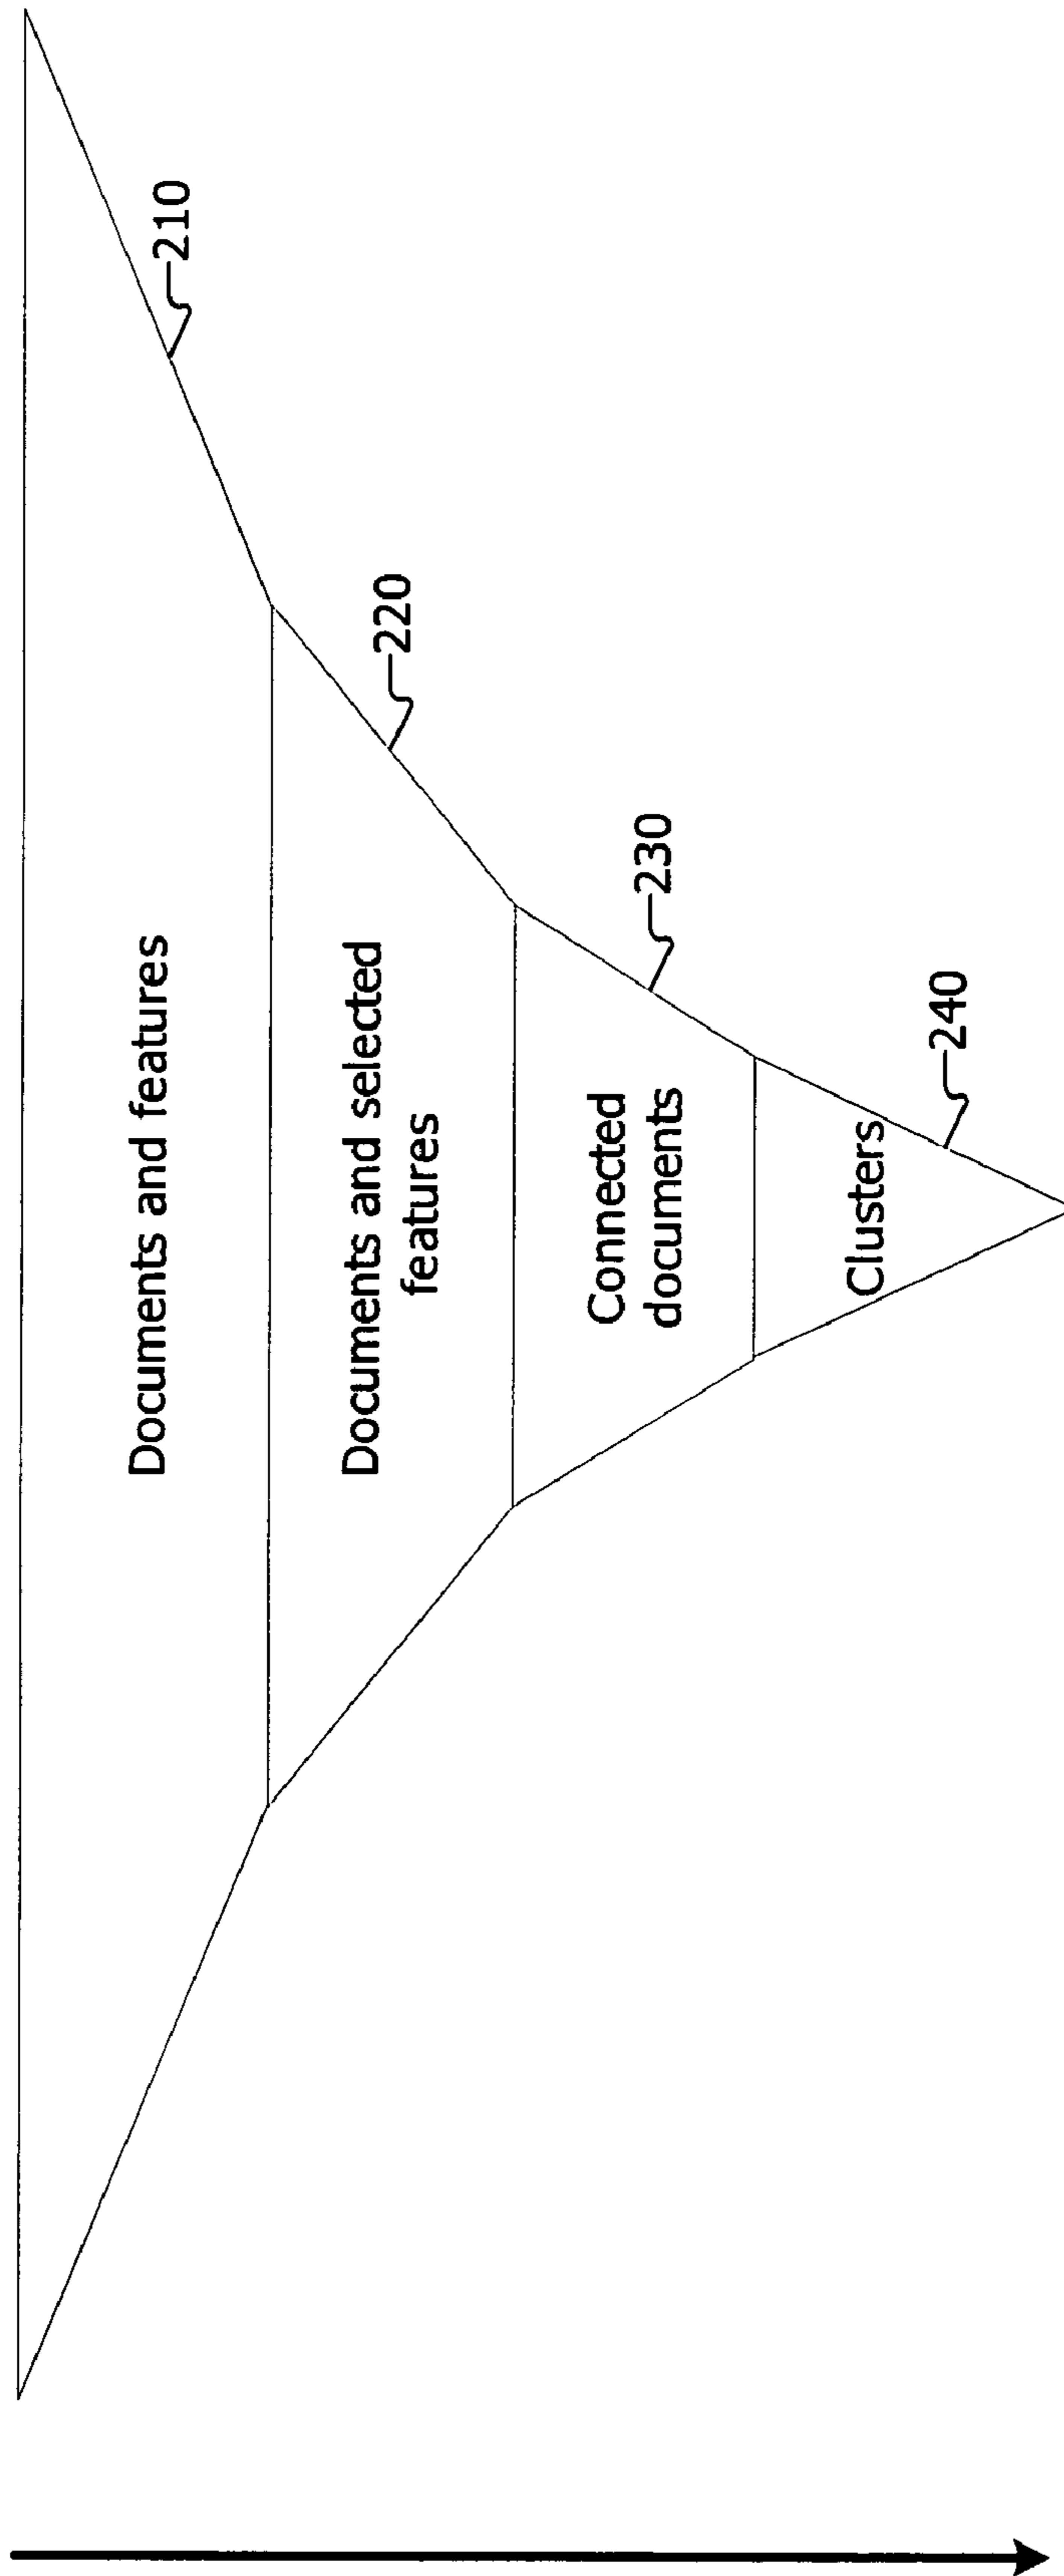 Documents and features
210
Documents and selected
features
220
Connected
documents
230
Clusters
240